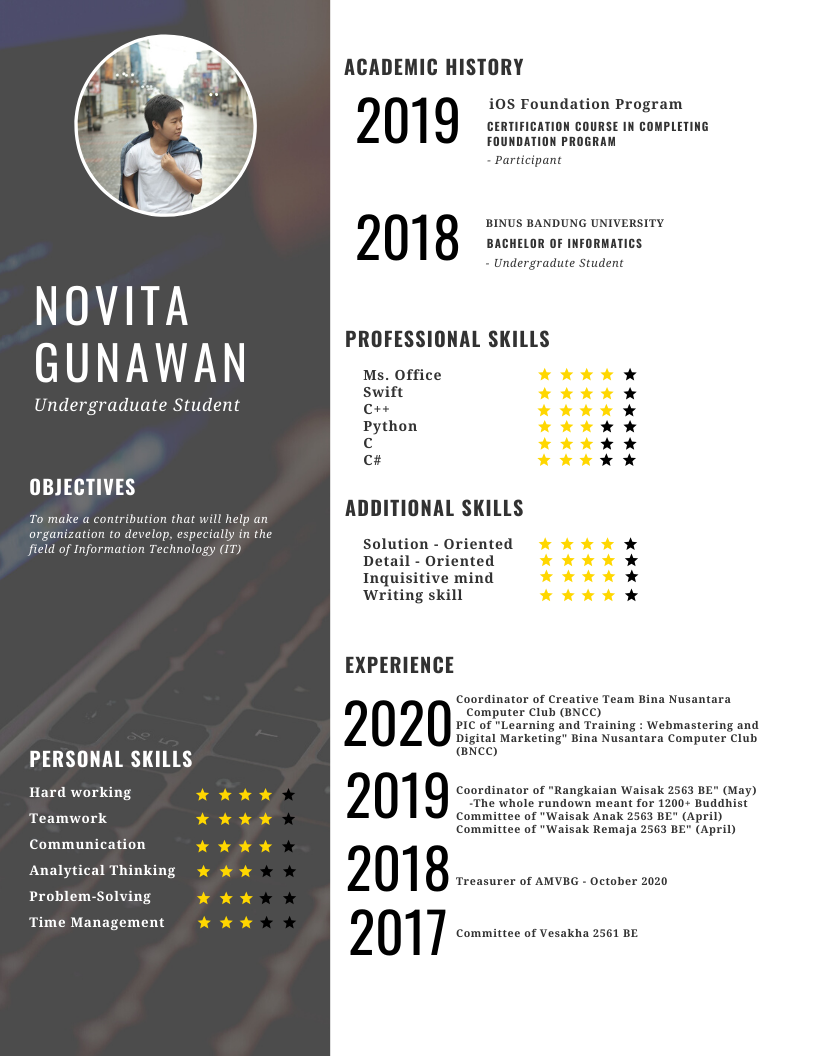 NOVITA
GUNAWAN
Undergraduate Student
OBJECTIVES
To make a contribution that will help an
organization to develop, especially in the
field of Information Technology (IT)
PERSONAL SKILLS
Hard working
Teamwork
Communication
Analytical Thinking
Problem-Solving
Time Management
ACADEMIC HISTORY
2019
iOS Foundation Program
CERTIFICATION COURSE IN COMPLETING
FOUNDATION PROGRAM
- Participant
2018
BINUS BANDUNG UNIVERSITY
BACHELOR OF INFORMATICS
- Undergradute Student
PROFESSIONAL SKILLS
Ms. Office
Swift
C++
Python
C
C#
ADDITIONAL SKILLS
Solution - Oriented
Detail - Oriented
Inquisitive mind
Writing skill
EXPERIENCE
2020
Coordinator of Creative Team Bina Nusantara
Computer Club (BNCC)
PIC of "Learning and Training : Webmastering and
Digital Marketing" Bina Nusantara Computer Club
(BNCC)
2019
Coordinator of "Rangkaian Waisak 2563 BE" (May)
-The whole rundown meant for 1200+ Buddhist
Committee of "Waisak Anak 2563 BE" (April)
Committee of "Waisak Remaja 2563 BE" (April)
2018
Treasurer of AMVBG - October 2020
2017
Committee of Vesakha 2561 BE